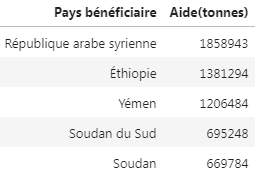 Pays bénéficiaire Aide(tonnes)
République arabe syrienne 1858943
Éthiopie 1381294
Yémen 1206484
Soudan du Sud 695248
Soudan 669784